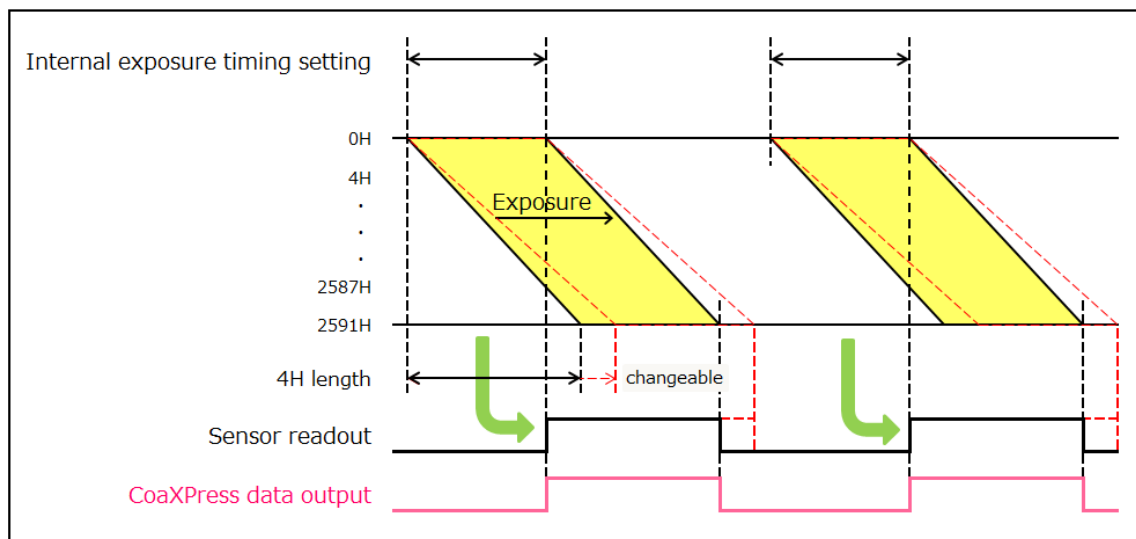 Internal exposure timing setting
0H
4H
.
.
.
Exposure
2587H
2591H
4H length
changeable
Sensor readout
CoaXPress data output